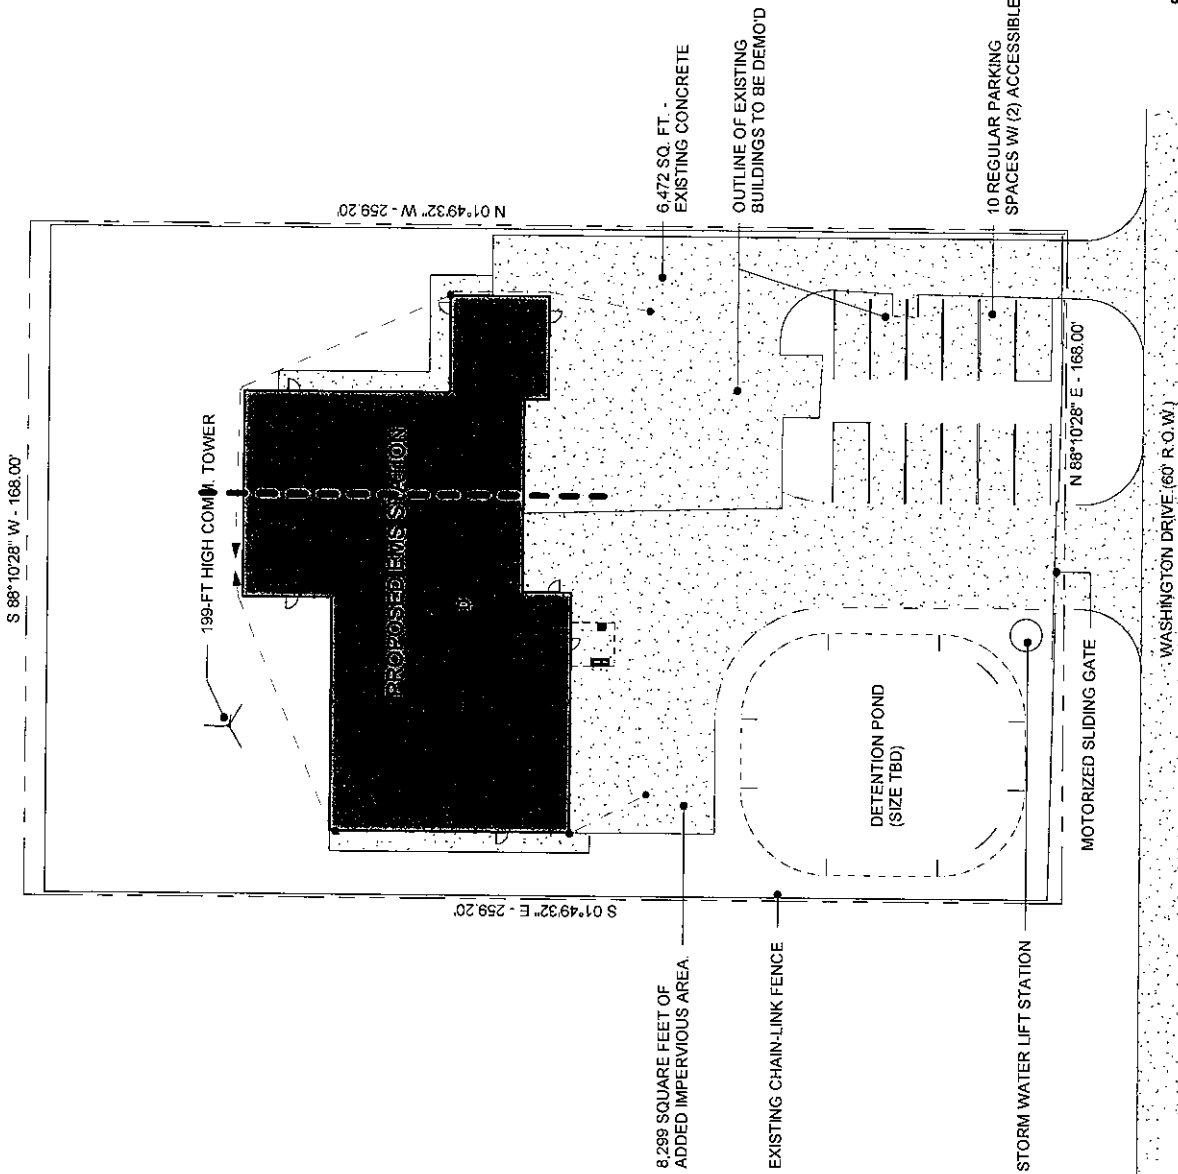 S 88°10'28" W - 168.00'
199-FT HIGH COMM. TOWER
N 01°49'32" W - 259.20'
PROPOSED EMS STATION
6,472 SQ. FT. -
EXISTING CONCRETE
OUTLINE OF EXISTING
BUILDINGS TO BE DEMO'D
10 REGULAR PARKING
SPACES W/ (2) ACCESSIBLE
S 01°49'32" E - 259.20'
8,299 SQUARE FEET OF
ADDED IMPERVIOUS AREA.
EXISTING CHAIN-LINK FENCE
STORM WATER LIFT STATION
DETENTION POND
(SIZE TBD)
MOTORIZED SLIDING GATE
N 88°10'28" E - 168.00'
WASHINGTON DRIVE (60' R.O.W.)